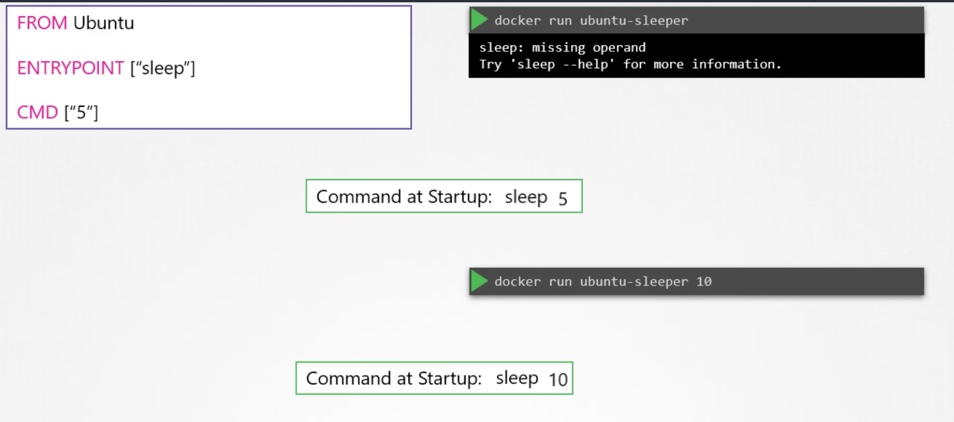 FROM Ubuntu
ENTRYPOINT [“sleep”]
CMD [“5”]
docker run ubuntu-sleeper
sleep: missing operand
Try 'sleep --help' for more information.
Command at Startup: sleep 5
docker run ubuntu-sleeper 10
Command at Startup: sleep 10